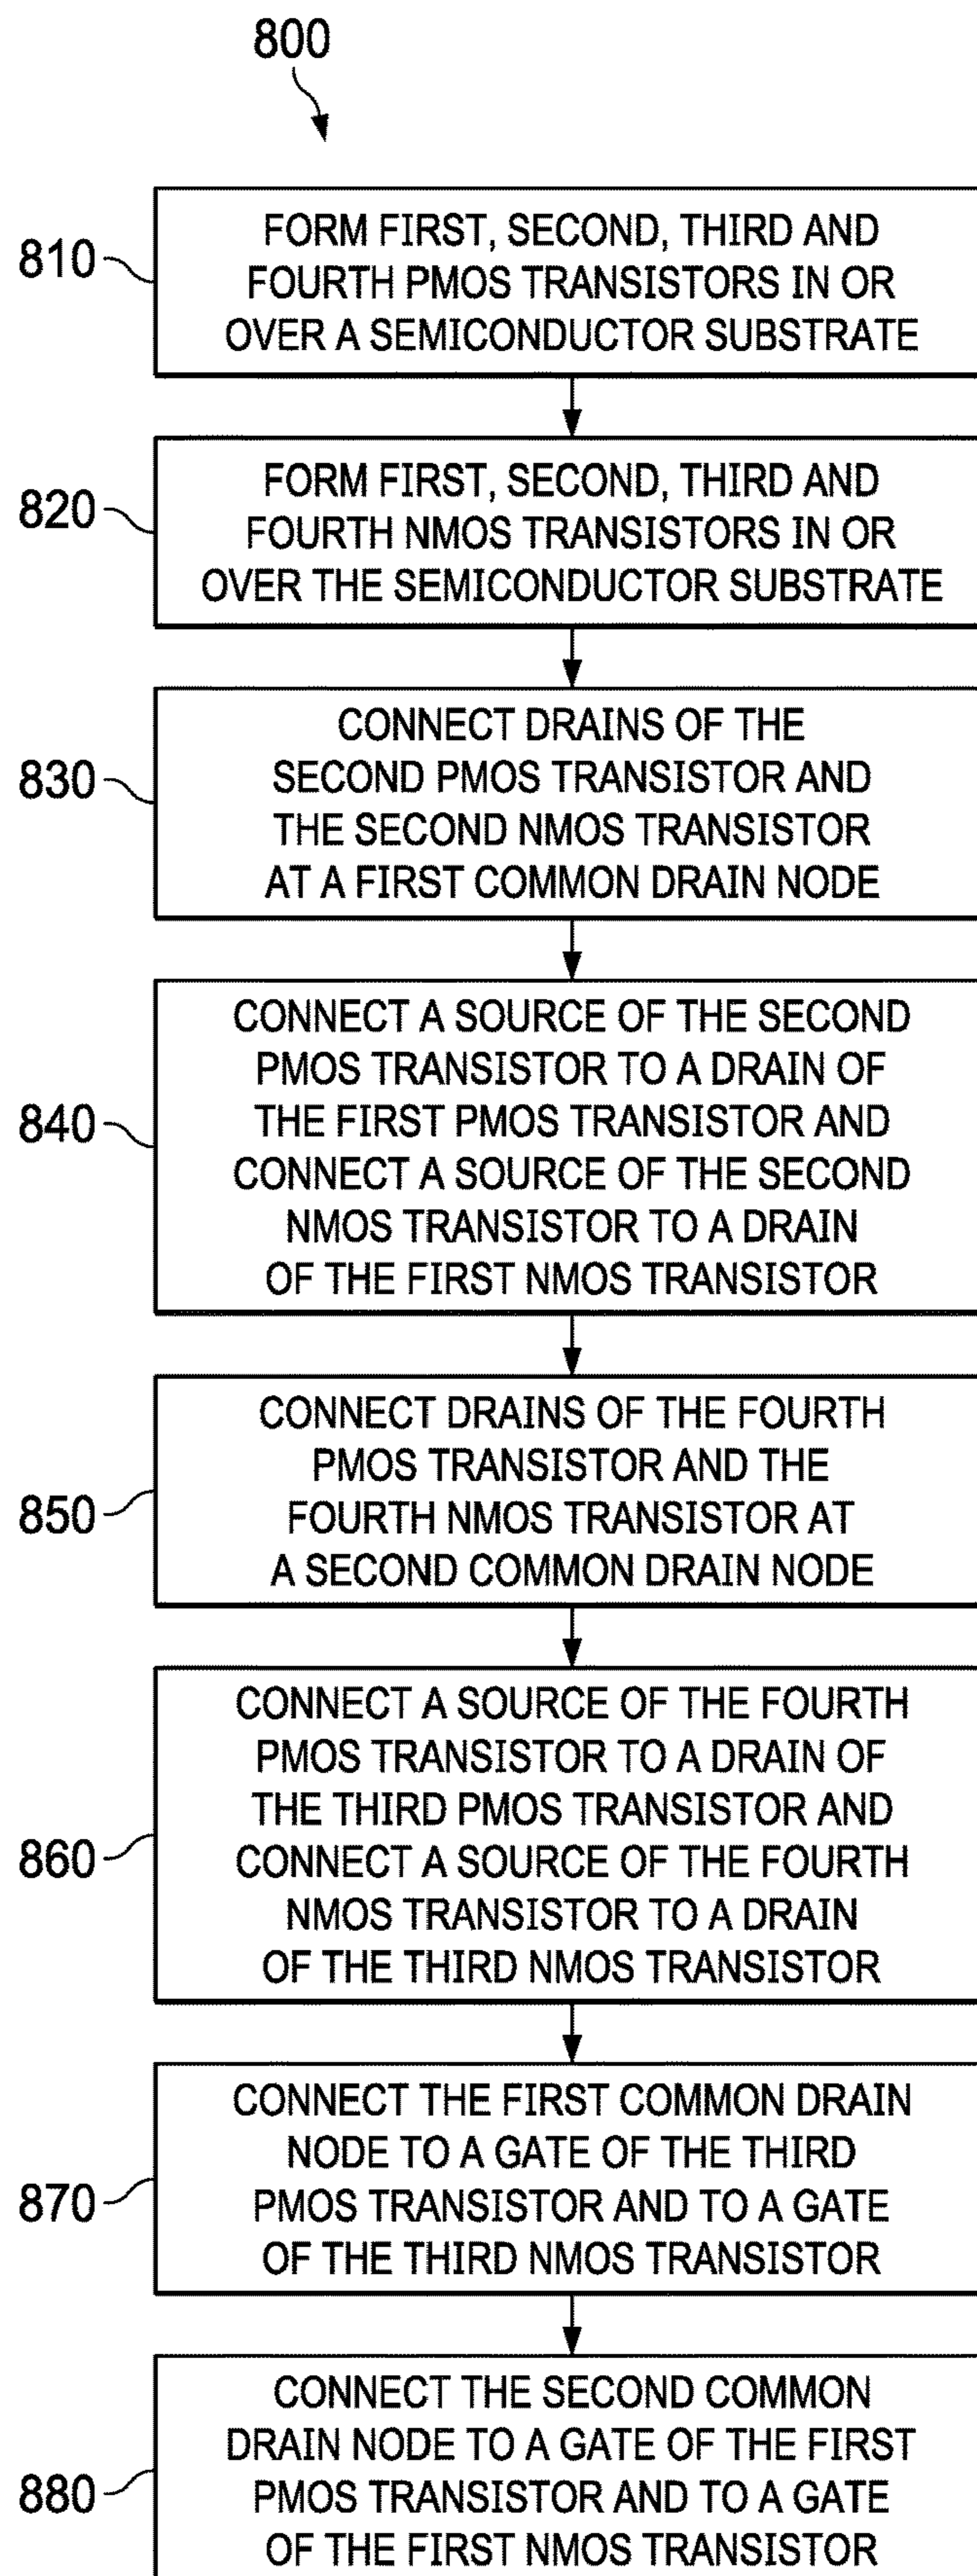 800
810
FORM FIRST, SECOND, THIRD AND
FOURTH PMOS TRANSISTORS IN OR
OVER A SEMICONDUCTOR SUBSTRATE
820
FORM FIRST, SECOND, THIRD AND
FOURTH NMOS TRANSISTORS IN OR
OVER THE SEMICONDUCTOR SUBSTRATE
830
CONNECT DRAINS OF THE
SECOND PMOS TRANSISTOR AND
THE SECOND NMOS TRANSISTOR
AT A FIRST COMMON DRAIN NODE
840
CONNECT A SOURCE OF THE SECOND
PMOS TRANSISTOR TO A DRAIN OF
THE FIRST PMOS TRANSISTOR AND
CONNECT A SOURCE OF THE SECOND
NMOS TRANSISTOR TO A DRAIN
OF THE FIRST NMOS TRANSISTOR
850
CONNECT DRAINS OF THE FOURTH
PMOS TRANSISTOR AND THE
FOURTH NMOS TRANSISTOR AT
A SECOND COMMON DRAIN NODE
860
CONNECT A SOURCE OF THE FOURTH
PMOS TRANSISTOR TO A DRAIN OF
THE THIRD PMOS TRANSISTOR AND
CONNECT A SOURCE OF THE FOURTH
NMOS TRANSISTOR TO A DRAIN
OF THE THIRD NMOS TRANSISTOR
870
CONNECT THE FIRST COMMON DRAIN
NODE TO A GATE OF THE THIRD
PMOS TRANSISTOR AND TO A GATE
OF THE THIRD NMOS TRANSISTOR
880
CONNECT THE SECOND COMMON
DRAIN NODE TO A GATE OF THE FIRST
PMOS TRANSISTOR AND TO A GATE
OF THE FIRST NMOS TRANSISTOR